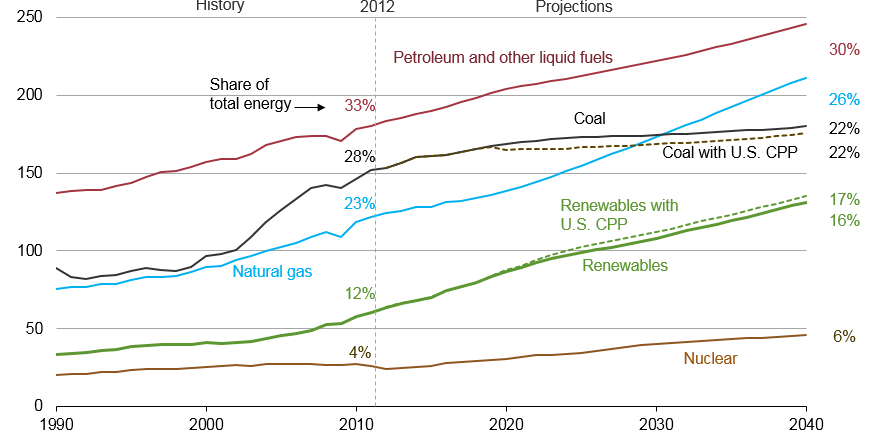 History 2012 Projections
250
Petroleum and other liquid fuels
30%
Share of
total energy
200
33%
26%
Coal
22%
28%
Coal with U.S. CPP
22%
150
23%
Renewables with
U.S. CPP
17%
16%
100
Natural gas
Renewables
12%
50
4%
6%
Nuclear
0
1990 2000 2010 2020 2030 2040